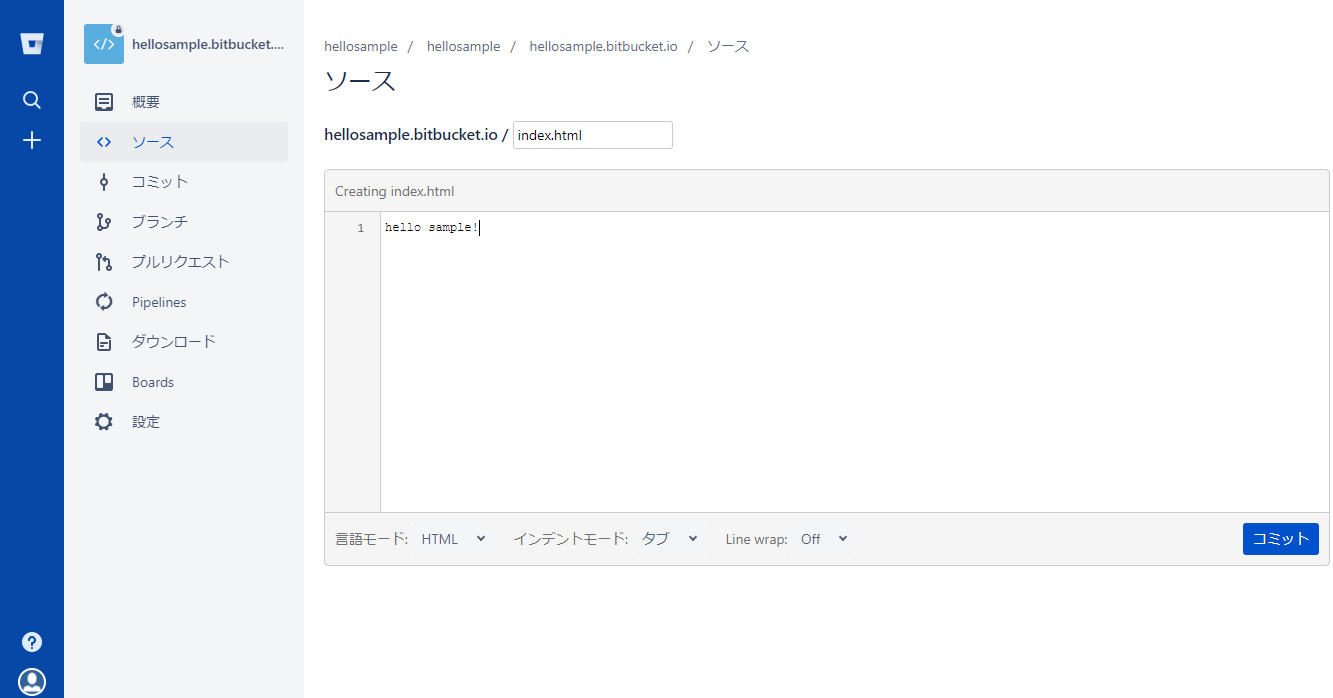 hellosample.bitbucket....
概要
ソース
コミット
ブランチ
プルリクエスト
Pipelines
ダウンロード
Boards
設定
hellosample / hellosample / hellosample.bitbucket.io / ソース
ソース
hellosample.bitbucket.io / index.html
Creating index.html
1 hello sample!
言語モード: HTML インデントモード: タブ Line wrap: Off コミット